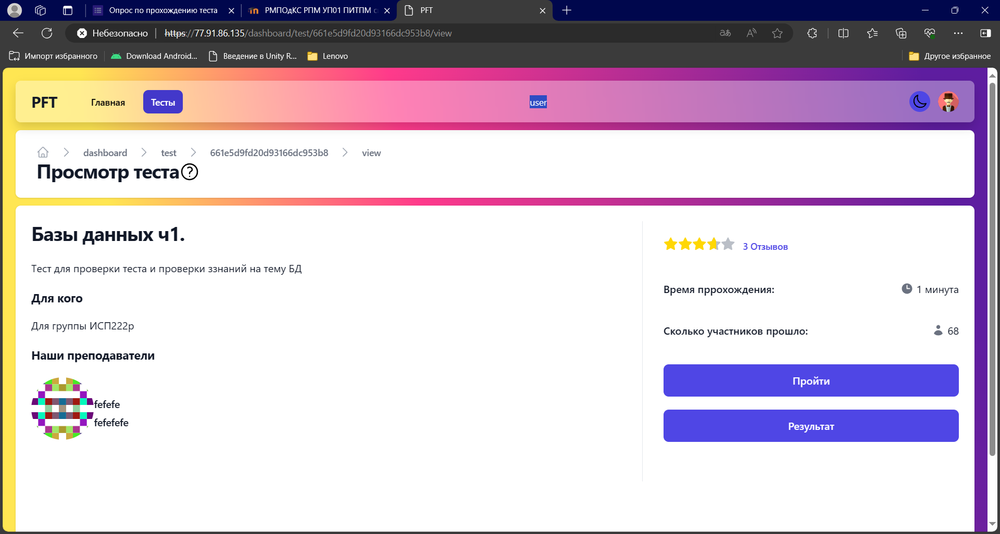 Опрос по прохождению теста
РМПОдКС РПМ УП01 ПИТПМ с
PFT
Небезопасно
https://77.91.86.135/dashboard/test/661e5d9fd20d93166dc953b8/view
Импорт избранного
Download Android...
Введение в Unity R...
Lenovo
Другое избранное
PFT
Главная
Тесты
user
dashboard
test
661e5d9fd20d93166dc953b8
view
Просмотр теста?
Базы данных ч1.
3 Отзывов
Тест для проверки теста и проверки ззнаний на тему БД
Время пррохождения:
1 минута
Для кого
Для группы ИСП222р
Сколько участников прошло:
68
Наши преподаватели
Пройти
fefefe
fefefefe
Результат